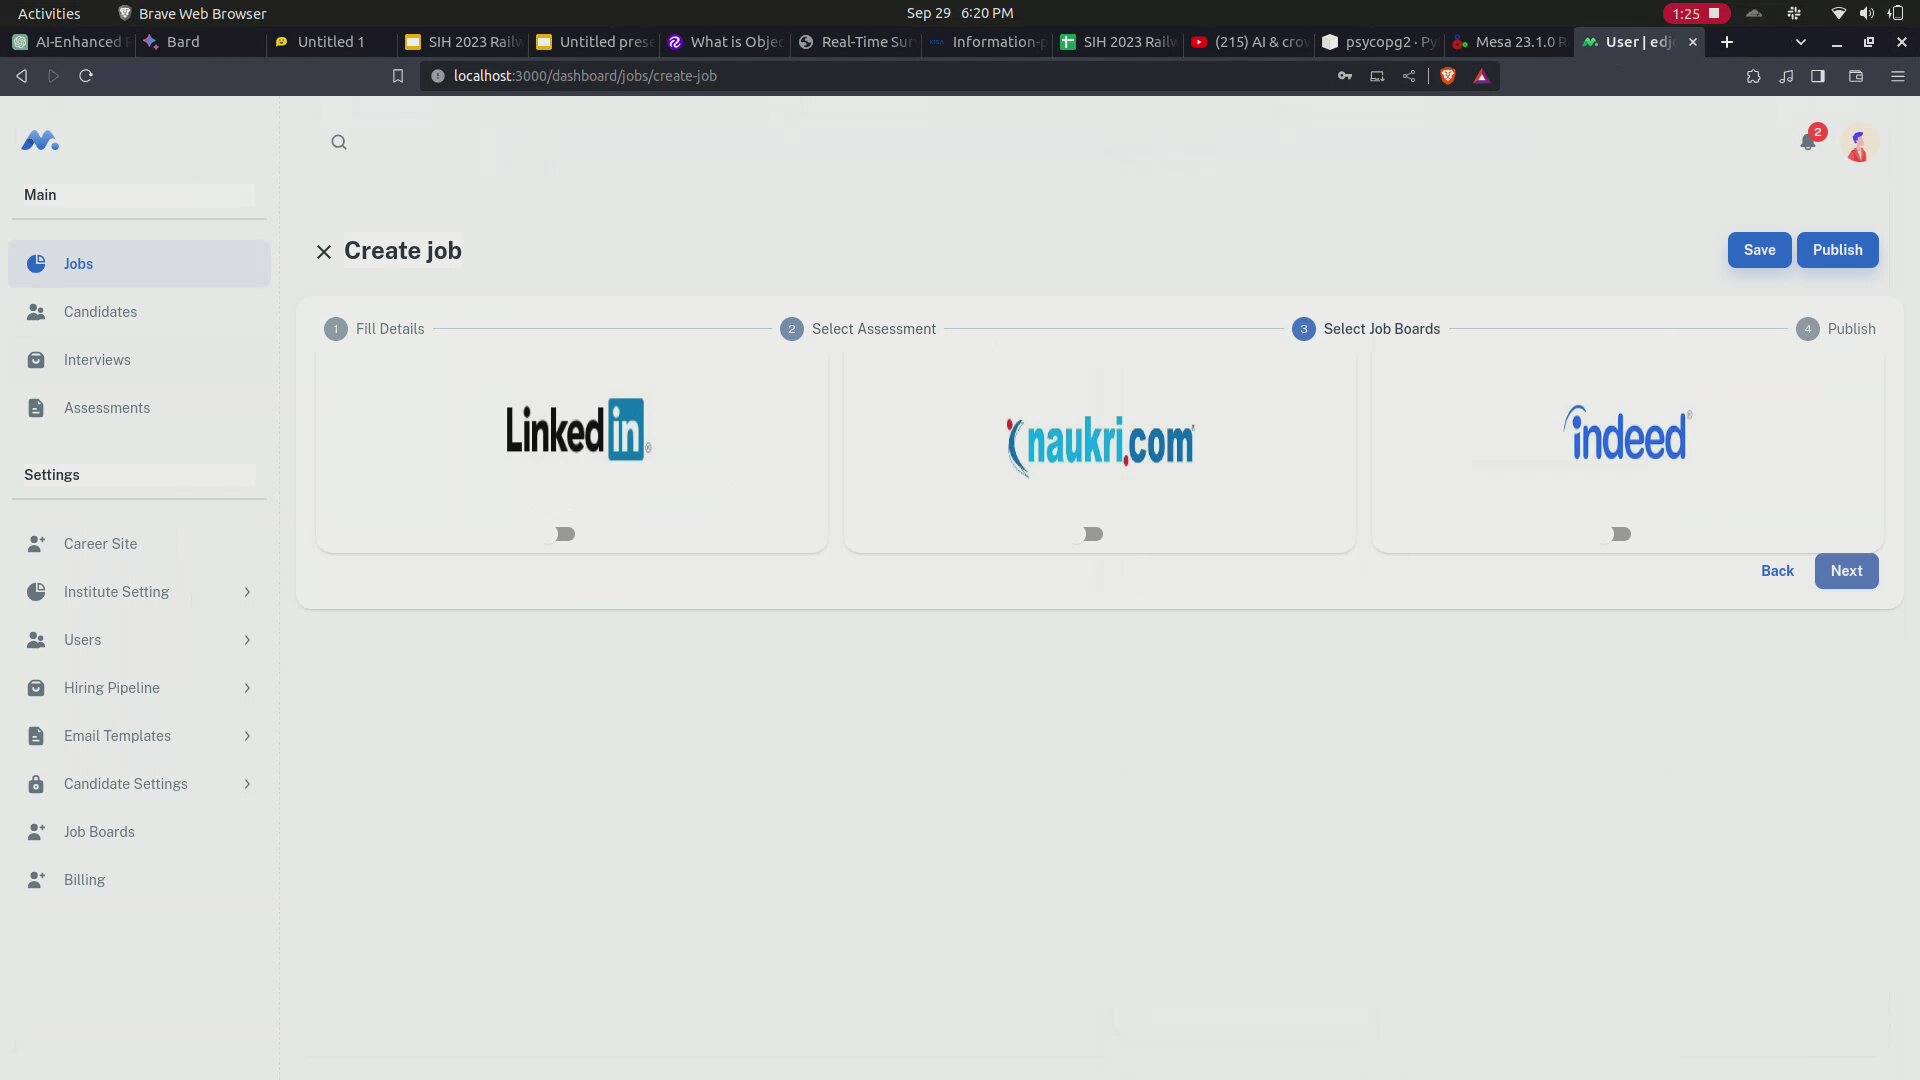 Activities
Brave Web Browser
Sep 29 6:20 PM
1:25
AI-Enhanced
Bard
Untitled 1
SIH 2023 Railw
Untitled prese
What is Objec
Real-Time Sur
Information-p
SIH 2023 Railw
(215) AI & crow
psycopg2 · Py
Mesa 23.1.0 R
User | edjo
localhost:3000/dashboard/jobs/create-job
2
Main
Jobs
Candidates
Interviews
Assessments
Settings
Career Site
Institute Setting
Users
Hiring Pipeline
Email Templates
Candidate Settings
Job Boards
Billing
Create job
Save
Publish
1 Fill Details
2 Select Assessment
3 Select Job Boards
4 Publish
Linked in ®
naukri.com
indeed ®
Back
Next